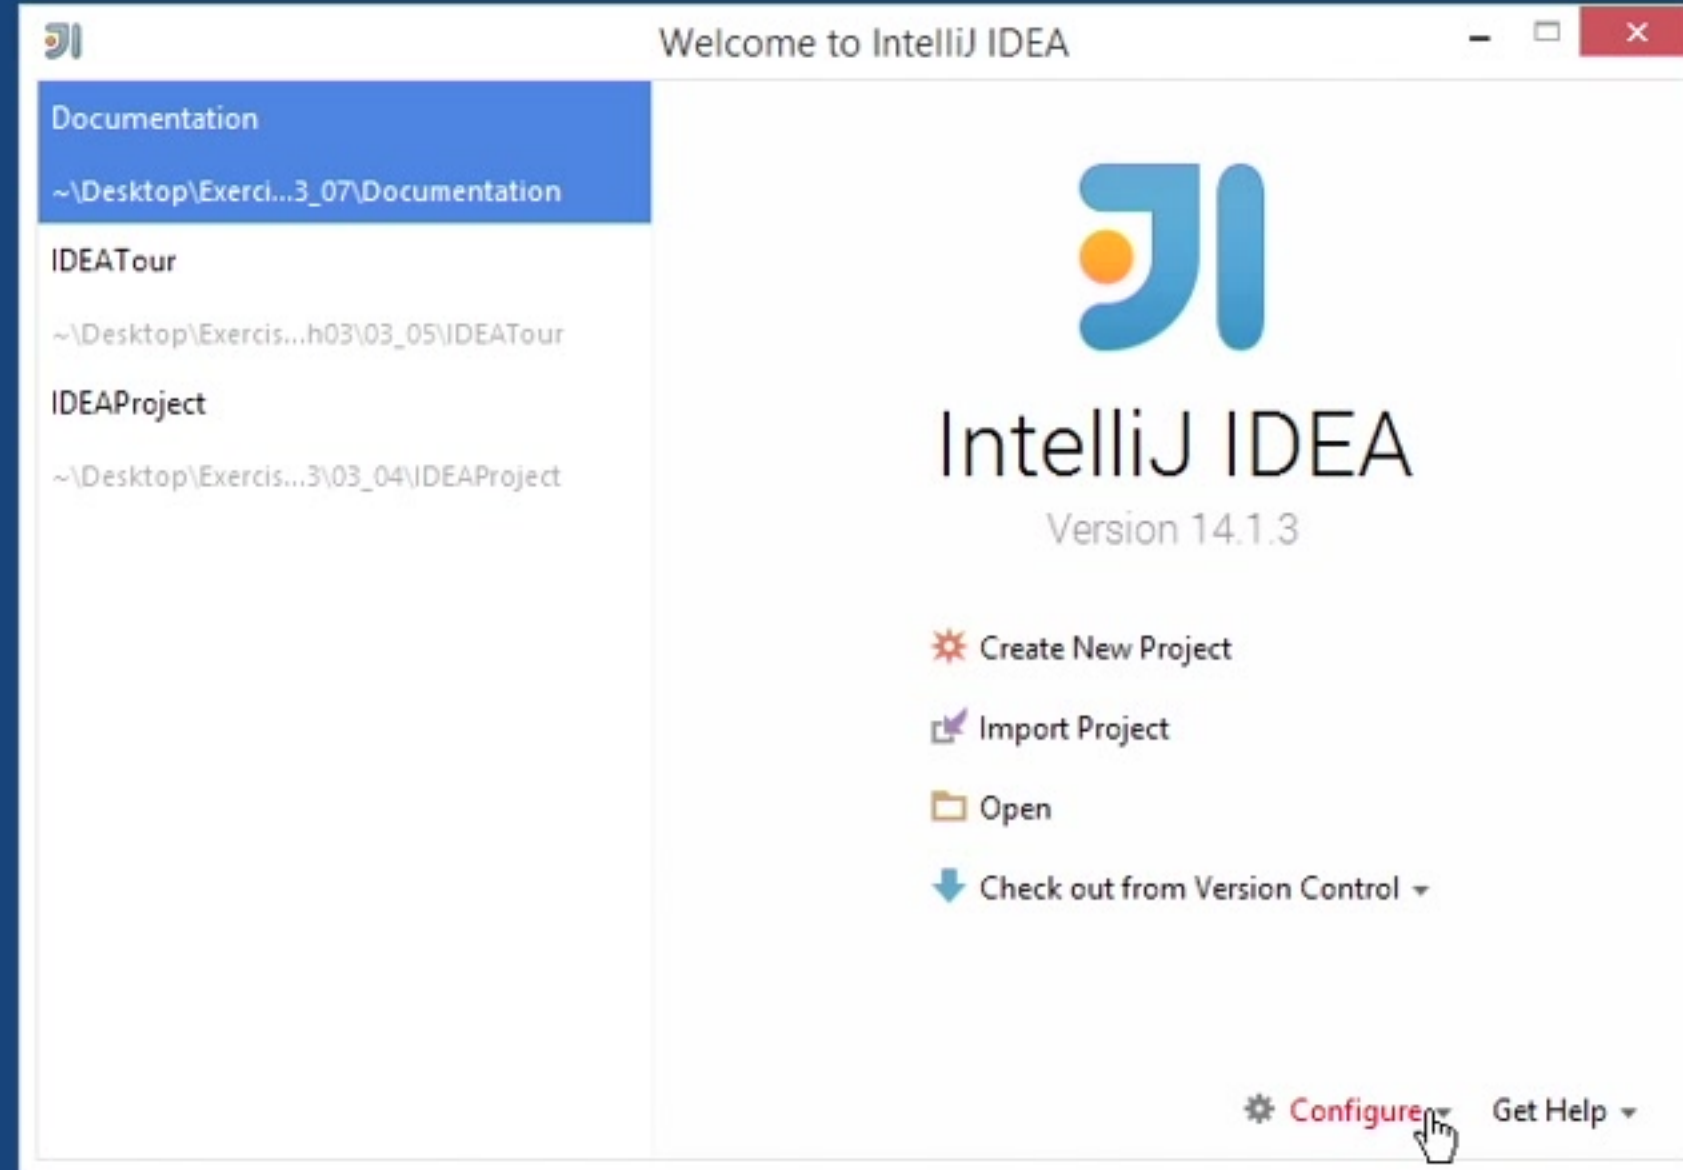 Welcome to IntelliJ IDEA
Documentation
~\Desktop\Exerci...3_07\Documentation
IDEATour
~\Desktop\Exercis...h03\03_05\IDEATour
IDEAProject
~\Desktop\Exercis...3\03_04\IDEAProject
IntelliJ IDEA
Version 14.1.3
Create New Project
Import Project
Open
Check out from Version Control
Configure
Get Help